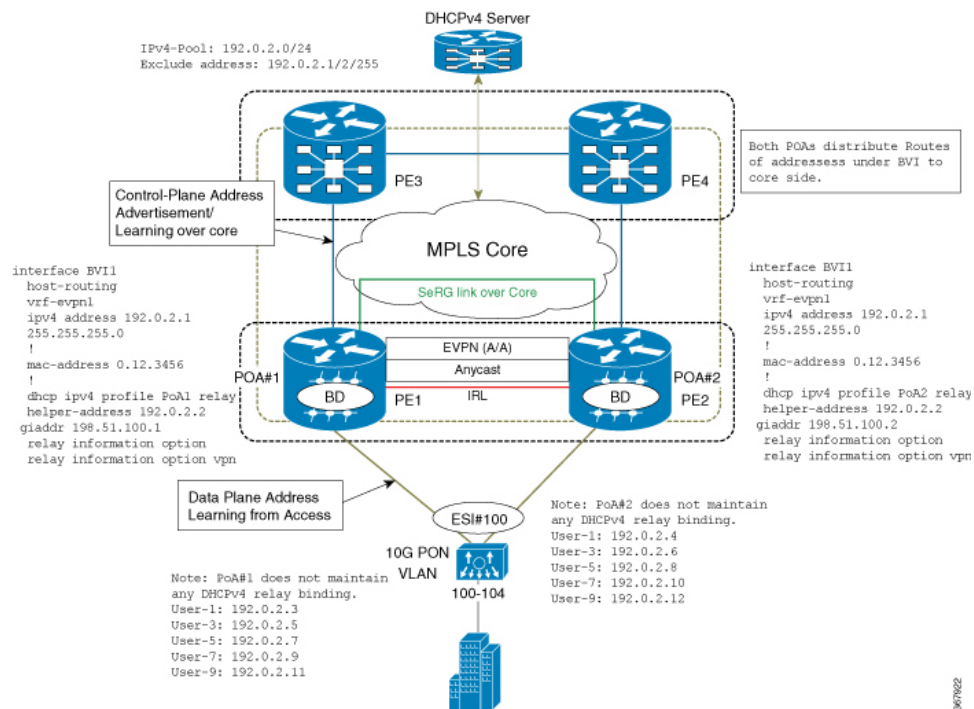 DHCPv4 Server
IPv4-Pool: 192.0.2.0/24
Exclude address: 192.0.2.1/2/255
PE3
PE4
Both POAs distribute Routes
of addressess under BVI to
core side.
Control-Plane Address
Advertisement/
Learning over core
MPLS Core
SeRG link over Core
interface BVI1
host-routing
vrf-evpn1
ipv4 address 192.0.2.1
255.255.255.0
!
mac-address 0.12.3456
!
dhcp ipv4 profile PoA1 relay
helper-address 192.0.2.2
giaddr 198.51.100.1
relay information option
relay information option vpn
interface BVI1
host-routing
vrf-evpn1
ipv4 address 192.0.2.1
255.255.255.0
!
mac-address 0.12.3456
!
dhcp ipv4 profile PoA2 relay
helper-address 192.0.2.2
giaddr 198.51.100.2
relay information option
relay information option vpn
EVPN (A/A)
Anycast
IRL
POA#1
BD
PE1
POA#2
BD
PE2
Data Plane Address
Learning from Access
ESI#100
10G PON
VLAN
100-104
Note: PoA#2 does not maintain
any DHCPv4 relay binding.
User-1: 192.0.2.4
User-3: 192.0.2.6
User-5: 192.0.2.8
User-7: 192.0.2.10
User-9: 192.0.2.12
Note: PoA#1 does not maintain
any DHCPv4 relay binding.
User-1: 192.0.2.3
User-3: 192.0.2.5
User-5: 192.0.2.7
User-7: 192.0.2.9
User-9: 192.0.2.11
367922